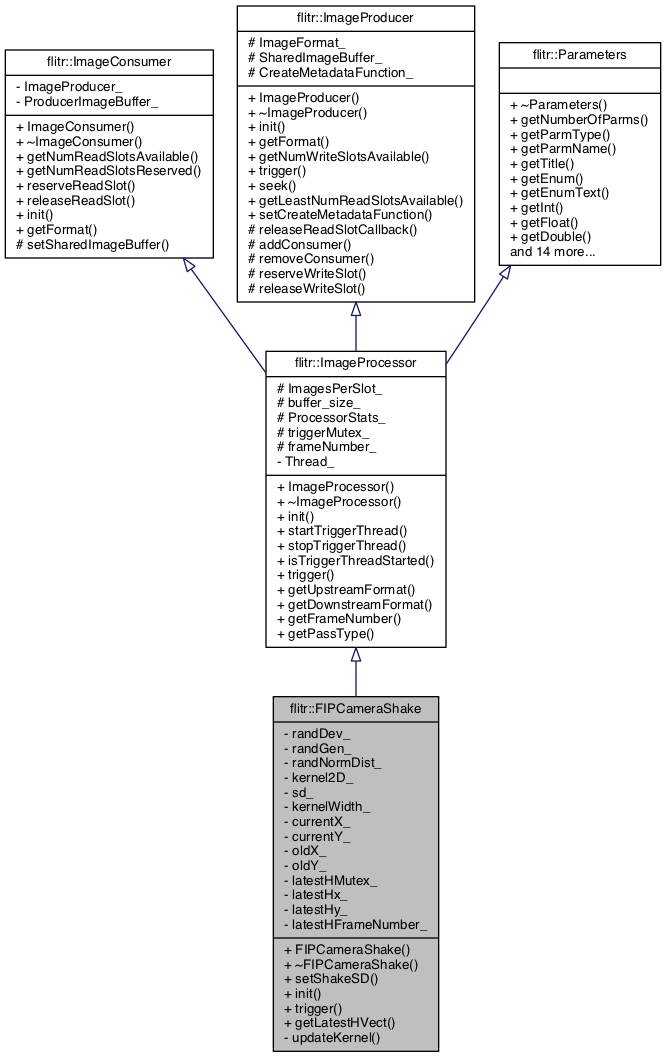 flitr::ImageConsumer
- ImageProducer_
- ProducerImageBuffer_
+ ImageConsumer()
+ ~ImageConsumer()
+ getNumReadSlotsAvailable()
+ getNumReadSlotsReserved()
+ reserveReadSlot()
+ releaseReadSlot()
+ init()
+ getFormat()
# setSharedImageBuffer()
flitr::ImageProducer
# ImageFormat_
# SharedImageBuffer_
# CreateMetadataFunction_
+ ImageProducer()
+ ~ImageProducer()
+ init()
+ getFormat()
+ getNumWriteSlotsAvailable()
+ trigger()
+ seek()
+ getLeastNumReadSlotsAvailable()
+ setCreateMetadataFunction()
# releaseReadSlotCallback()
# addConsumer()
# removeConsumer()
# reserveWriteSlot()
# releaseWriteSlot()
flitr::Parameters
+ ~Parameters()
+ getNumberOfParms()
+ getParmType()
+ getParmName()
+ getTitle()
+ getEnum()
+ getEnumText()
+ getInt()
+ getFloat()
+ getDouble()
and 14 more...
flitr::ImageProcessor
# ImagesPerSlot_
# buffer_size_
# ProcessorStats_
# triggerMutex_
# frameNumber_
- Thread_
+ ImageProcessor()
+ ~ImageProcessor()
+ init()
+ startTriggerThread()
+ stopTriggerThread()
+ isTriggerThreadStarted()
+ trigger()
+ getUpstreamFormat()
+ getDownstreamFormat()
+ getFrameNumber()
+ getPassType()
flitr::FIPCameraShake
- randDev_
- randGen_
- randNormDist_
- kernel2D_
- sd_
- kernelWidth_
- currentX_
- currentY_
- oldX_
- oldY_
- latestHMutex_
- latestHx_
- latestHy_
- latestHFrameNumber_
+ FIPCameraShake()
+ ~FIPCameraShake()
+ setShakeSD()
+ init()
+ trigger()
+ getLatestHVect()
- updateKernel()